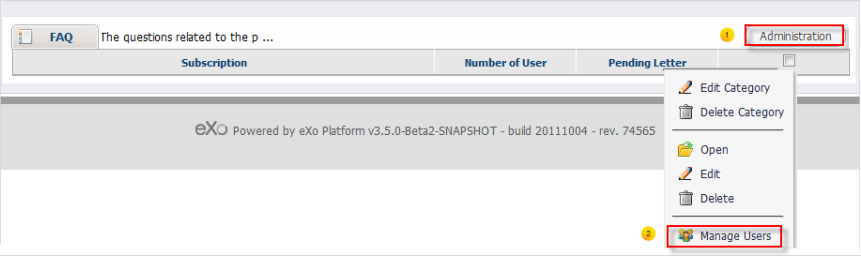 FAQ The questions related to the p ... 1 Administration
Subscription Number of User Pending Letter
Edit Category
Delete Category
eXo Powered by eXo Platform v3.5.0-Beta2-SNAPSHOT - build 20111004 - rev. 74565
Open
Edit
Delete
2 Manage Users